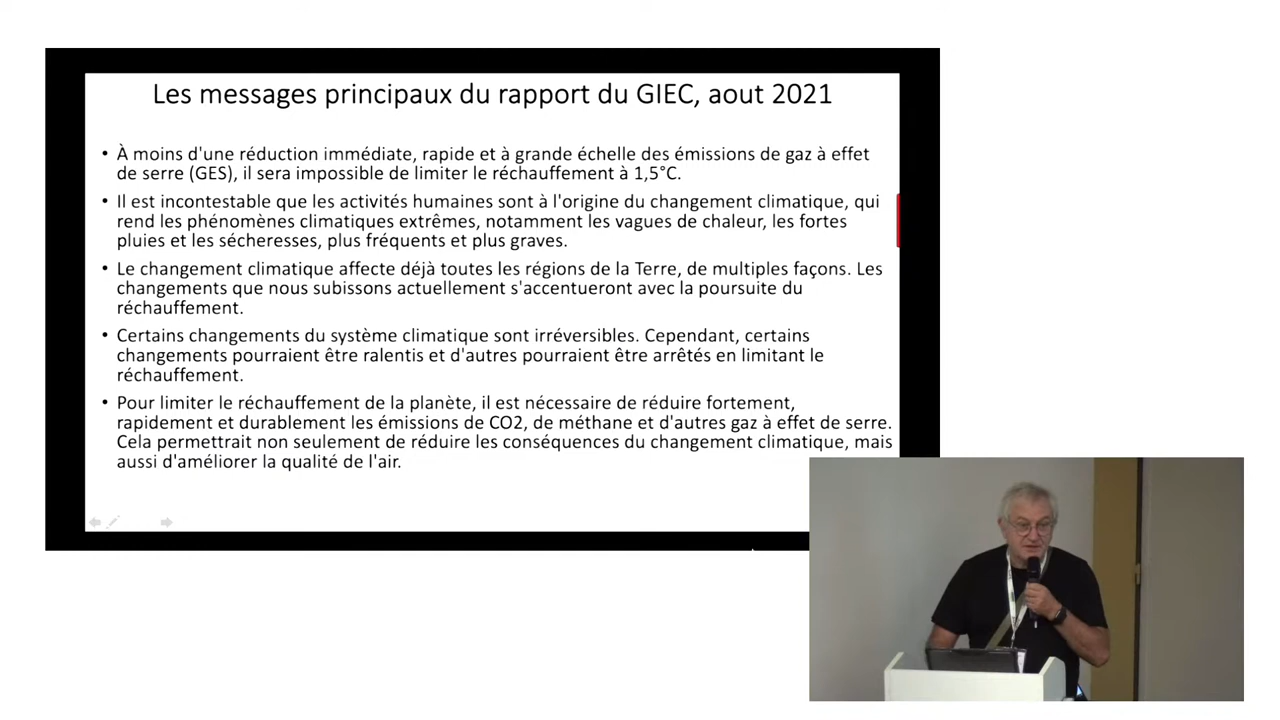 Les messages principaux du rapport du GIEC, aout 2021
• À moins d'une réduction immédiate, rapide et à grande échelle des émissions de gaz à effet
de serre (GES), il sera impossible de limiter le réchauffement à 1,5°C.
• Il est incontestable que les activités humaines sont à l'origine du changement climatique, qui
rend les phénomènes climatiques extrêmes, notamment les vagues de chaleur, les fortes
pluies et les sécheresses, plus fréquents et plus graves.
• Le changement climatique affecte déjà toutes les régions de la Terre, de multiples façons. Les
changements que nous subissons actuellement s'accentueront avec la poursuite du
réchauffement.
• Certains changements du système climatique sont irréversibles. Cependant, certains
changements pourraient être ralentis et d'autres pourraient être arrêtés en limitant le
réchauffement.
• Pour limiter le réchauffement de la planète, il est nécessaire de réduire fortement,
rapidement et durablement les émissions de CO2, de méthane et d'autres gaz à effet de serre.
Cela permettrait non seulement de réduire les conséquences du changement climatique, mais
aussi d'améliorer la qualité de l'air.